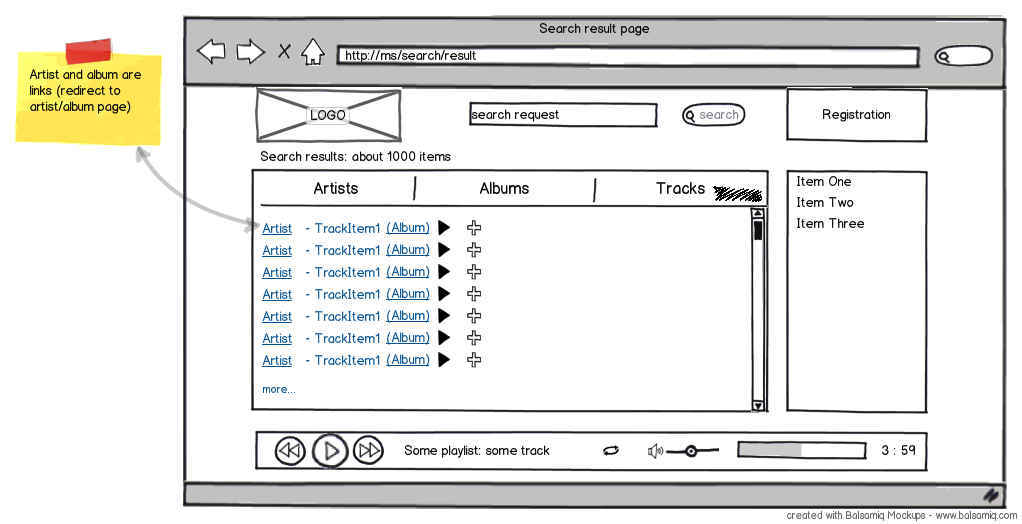 Search result page
http://ms/search/result
Artist and album are
links (redirect to
artist/album page)
LOGO
search request
search
Registration
Search results: about 1000 items
Artists
Albums
Tracks
Item One
Item Two
Item Three
Artist - TrackItem1 (Album)
Artist - TrackItem1 (Album)
Artist - TrackItem1 (Album)
Artist - TrackItem1 (Album)
Artist - TrackItem1 (Album)
Artist - TrackItem1 (Album)
Artist - TrackItem1 (Album)
more...
Some playlist: some track
3 : 59
created with Balsamiq Mockups - www.balsamiq.com